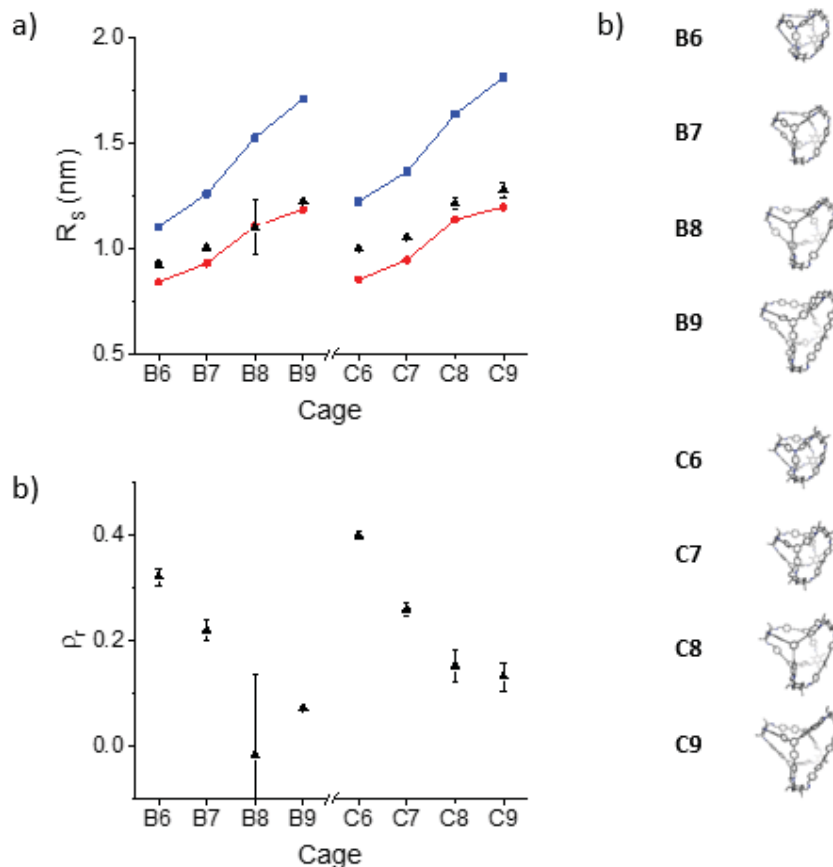 a)
2.0
1.5
1.0
0.5
Rₛ (nm)
B6 B7 B8 B9 C6 C7 C8 C9
Cage
b)
0.4
0.2
0.0
ρᵣ
B6 B7 B8 B9 C6 C7 C8 C9
Cage
b)
B6
B7
B8
B9
C6
C7
C8
C9